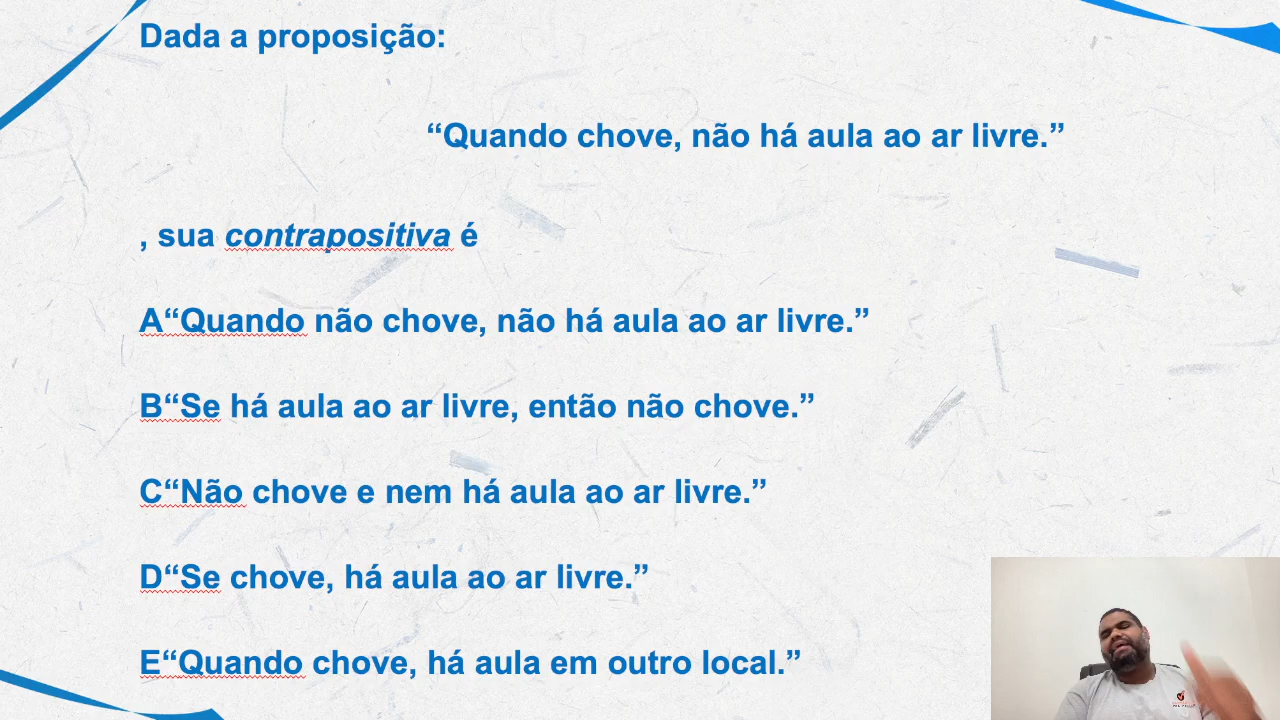 Dada a proposição:
“Quando chove, não há aula ao ar livre.”
, sua contrapositiva é
A“Quando não chove, não há aula ao ar livre.”
B“Se há aula ao ar livre, então não chove.”
C“Não chove e nem há aula ao ar livre.”
D“Se chove, há aula ao ar livre.”
E“Quando chove, há aula em outro local.”